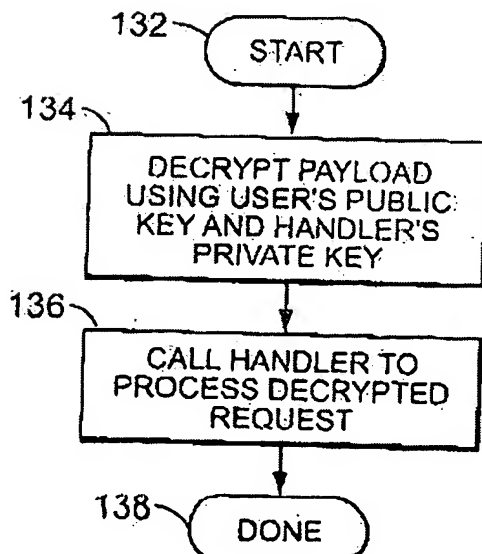 132
START
134
DECRYPT PAYLOAD
USING USER'S PUBLIC
KEY AND HANDLER'S
PRIVATE KEY
136
CALL HANDLER TO
PROCESS DECRYPTED
REQUEST
138
DONE